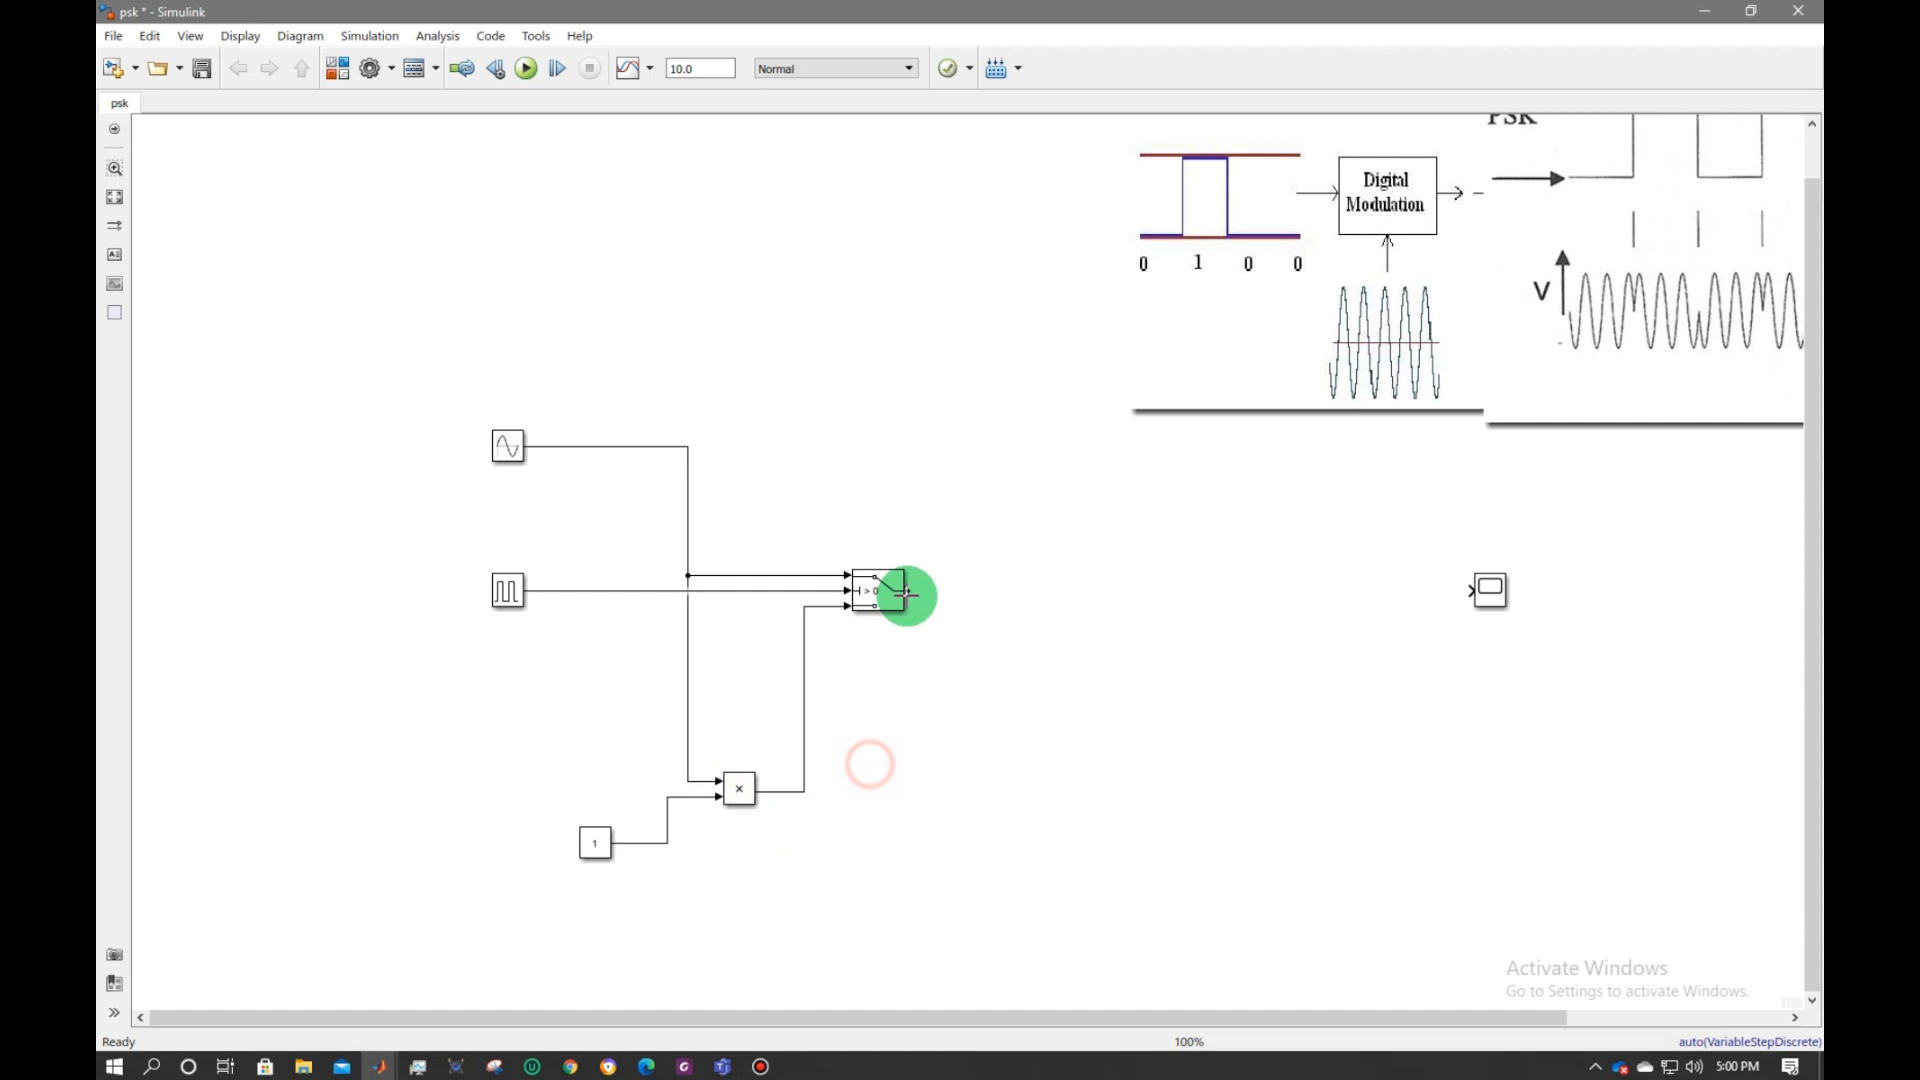 psk * - Simulink
File Edit View Display Diagram Simulation Analysis Code Tools Help
10.0 Normal
psk
PSK
Digital
Modulation
0 1 0 0
V
> 0
×
1
Activate Windows
Go to Settings to activate Windows.
Ready 100% auto(VariableStepDiscrete)
5:00 PM